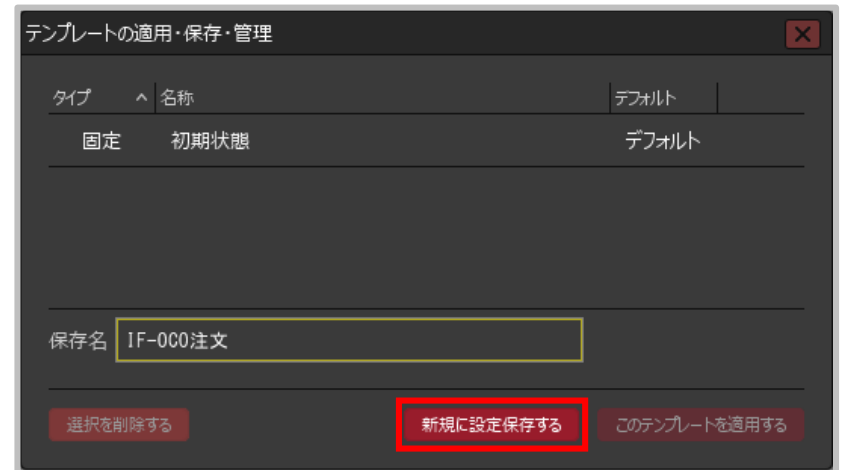 テンプレートの適用・保存・管理
タイプ ^ 名称 デフォルト
固定 初期状態 デフォルト
保存名 IF-OCO注文
選択を削除する 新規に設定保存する このテンプレートを適用する